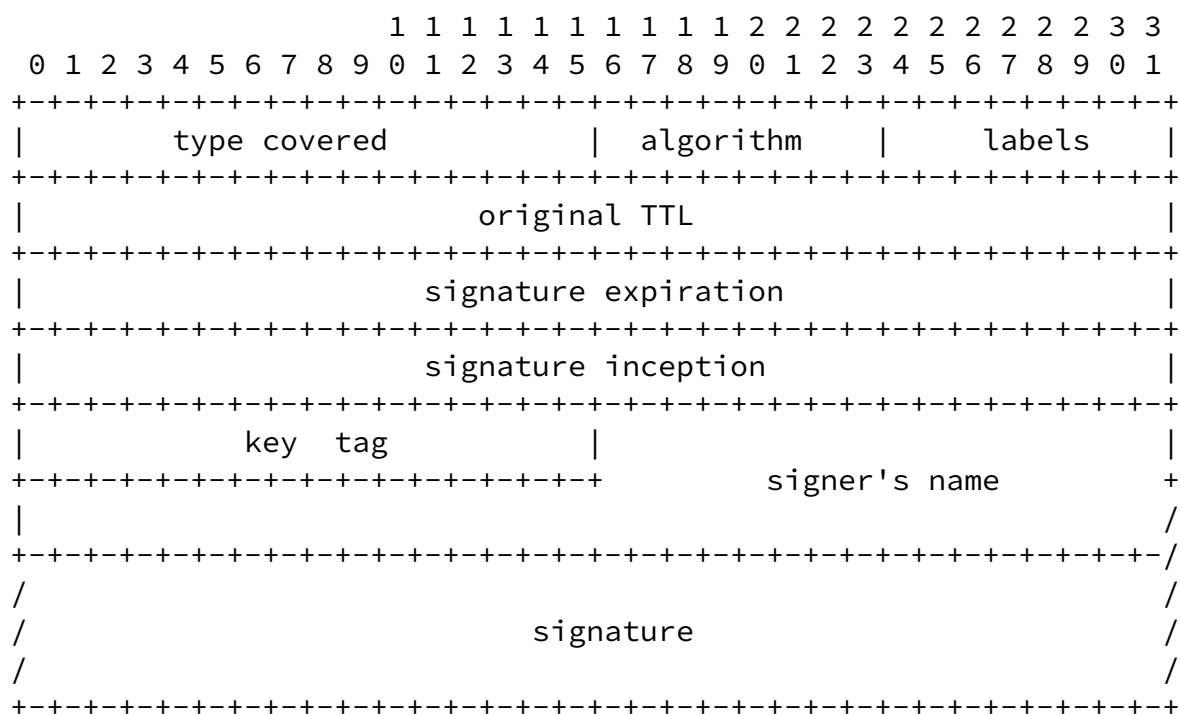 1 1 1 1 1 1 1 1 1 1 2 2 2 2 2 2 2 2 2 2 3 3
 0 1 2 3 4 5 6 7 8 9 0 1 2 3 4 5 6 7 8 9 0 1 2 3 4 5 6 7 8 9 0 1
+-+-+-+-+-+-+-+-+-+-+-+-+-+-+-+-+-+-+-+-+-+-+-+-+-+-+-+-+-+-+-+-+
|        type covered           |  algorithm    |     labels    |
+-+-+-+-+-+-+-+-+-+-+-+-+-+-+-+-+-+-+-+-+-+-+-+-+-+-+-+-+-+-+-+-+
|                         original TTL                          |
+-+-+-+-+-+-+-+-+-+-+-+-+-+-+-+-+-+-+-+-+-+-+-+-+-+-+-+-+-+-+-+-+
|                      signature expiration                     |
+-+-+-+-+-+-+-+-+-+-+-+-+-+-+-+-+-+-+-+-+-+-+-+-+-+-+-+-+-+-+-+-+
|                      signature inception                      |
+-+-+-+-+-+-+-+-+-+-+-+-+-+-+-+-+-+-+-+-+-+-+-+-+-+-+-+-+-+-+-+-+
|            key  tag           |                               |
+-+-+-+-+-+-+-+-+-+-+-+-+-+-+-+-+         signer's name         +
|                                                               /
+-+-+-+-+-+-+-+-+-+-+-+-+-+-+-+-+-+-+-+-+-+-+-+-+-+-+-+-+-+-+-+-/
/                                                               /
/                            signature                          /
/                                                               /
+-+-+-+-+-+-+-+-+-+-+-+-+-+-+-+-+-+-+-+-+-+-+-+-+-+-+-+-+-+-+-+-+